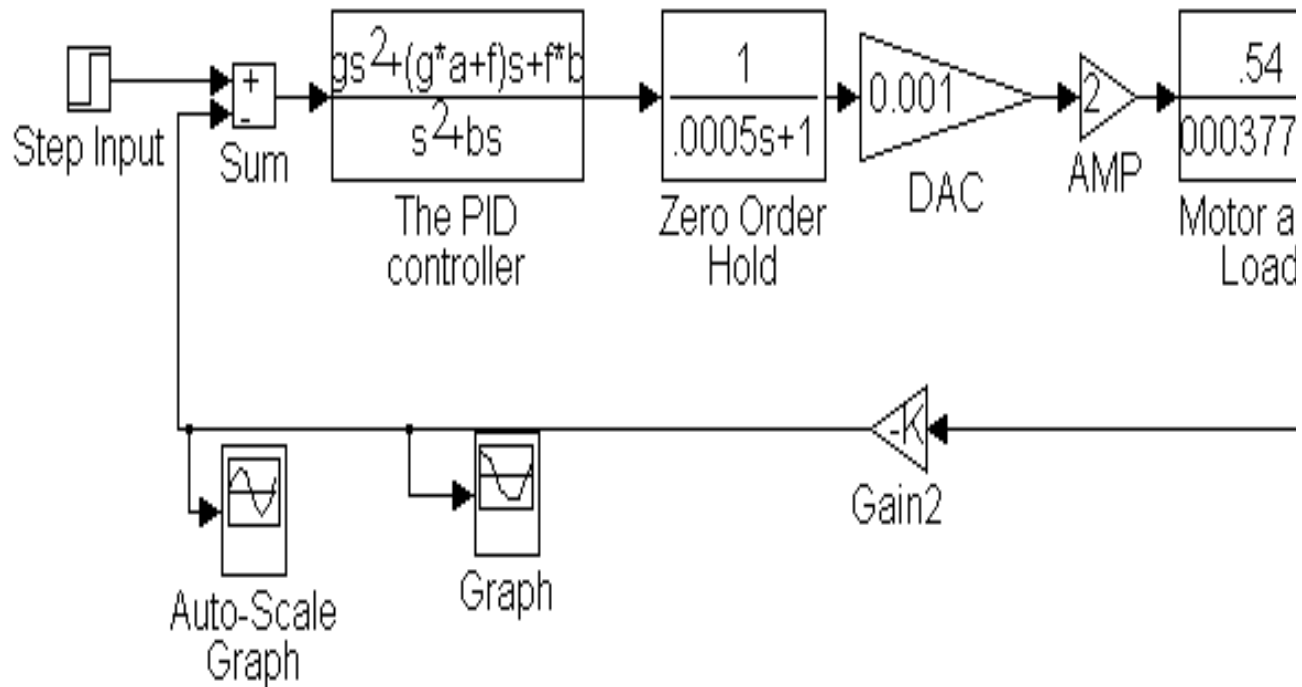 Step Input
+
-
Sum
gs2+(g*a+f)s+f*b
s2+bs
The PID
controller
1
.0005s+1
Zero Order
Hold
0.001
DAC
2
AMP
.54
000377
Motor a
Load
-K
Gain2
Graph
Auto-Scale
Graph